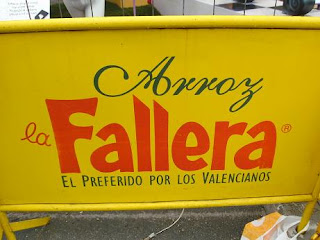 Arroz
la Fallera®
EL PREFERIDO POR LOS VALENCIANOS